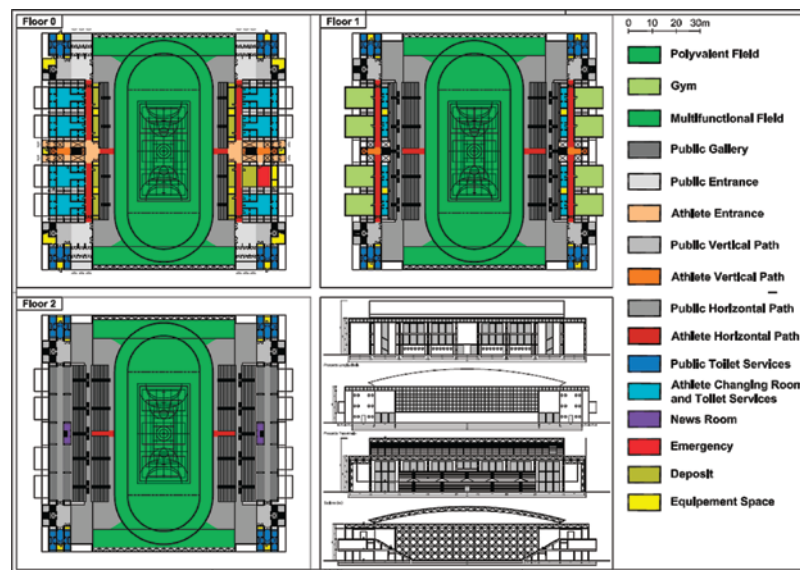 Floor 0
Floor 1
0 10 20 30m
Polyvalent Field
Gym
Multifunctional Field
Public Gallery
Public Entrance
Athlete Entrance
Public Vertical Path
Athlete Vertical Path
Public Horizontal Path
Athlete Horizontal Path
Public Toilet Services
Athlete Changing Room
and Toilet Services
News Room
Emergency
Deposit
Equipement Space
Floor 2